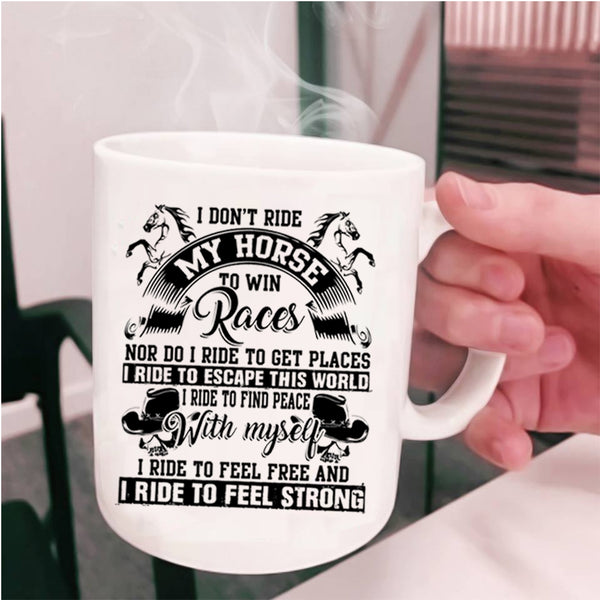 I DON'T RIDE
MY HORSE
TO WIN
Races
NOR DO I RIDE TO GET PLACES
I RIDE TO ESCAPE THIS WORLD
I RIDE TO FIND PEACE
With myself
I RIDE TO FEEL FREE AND
I RIDE TO FEEL STRONG